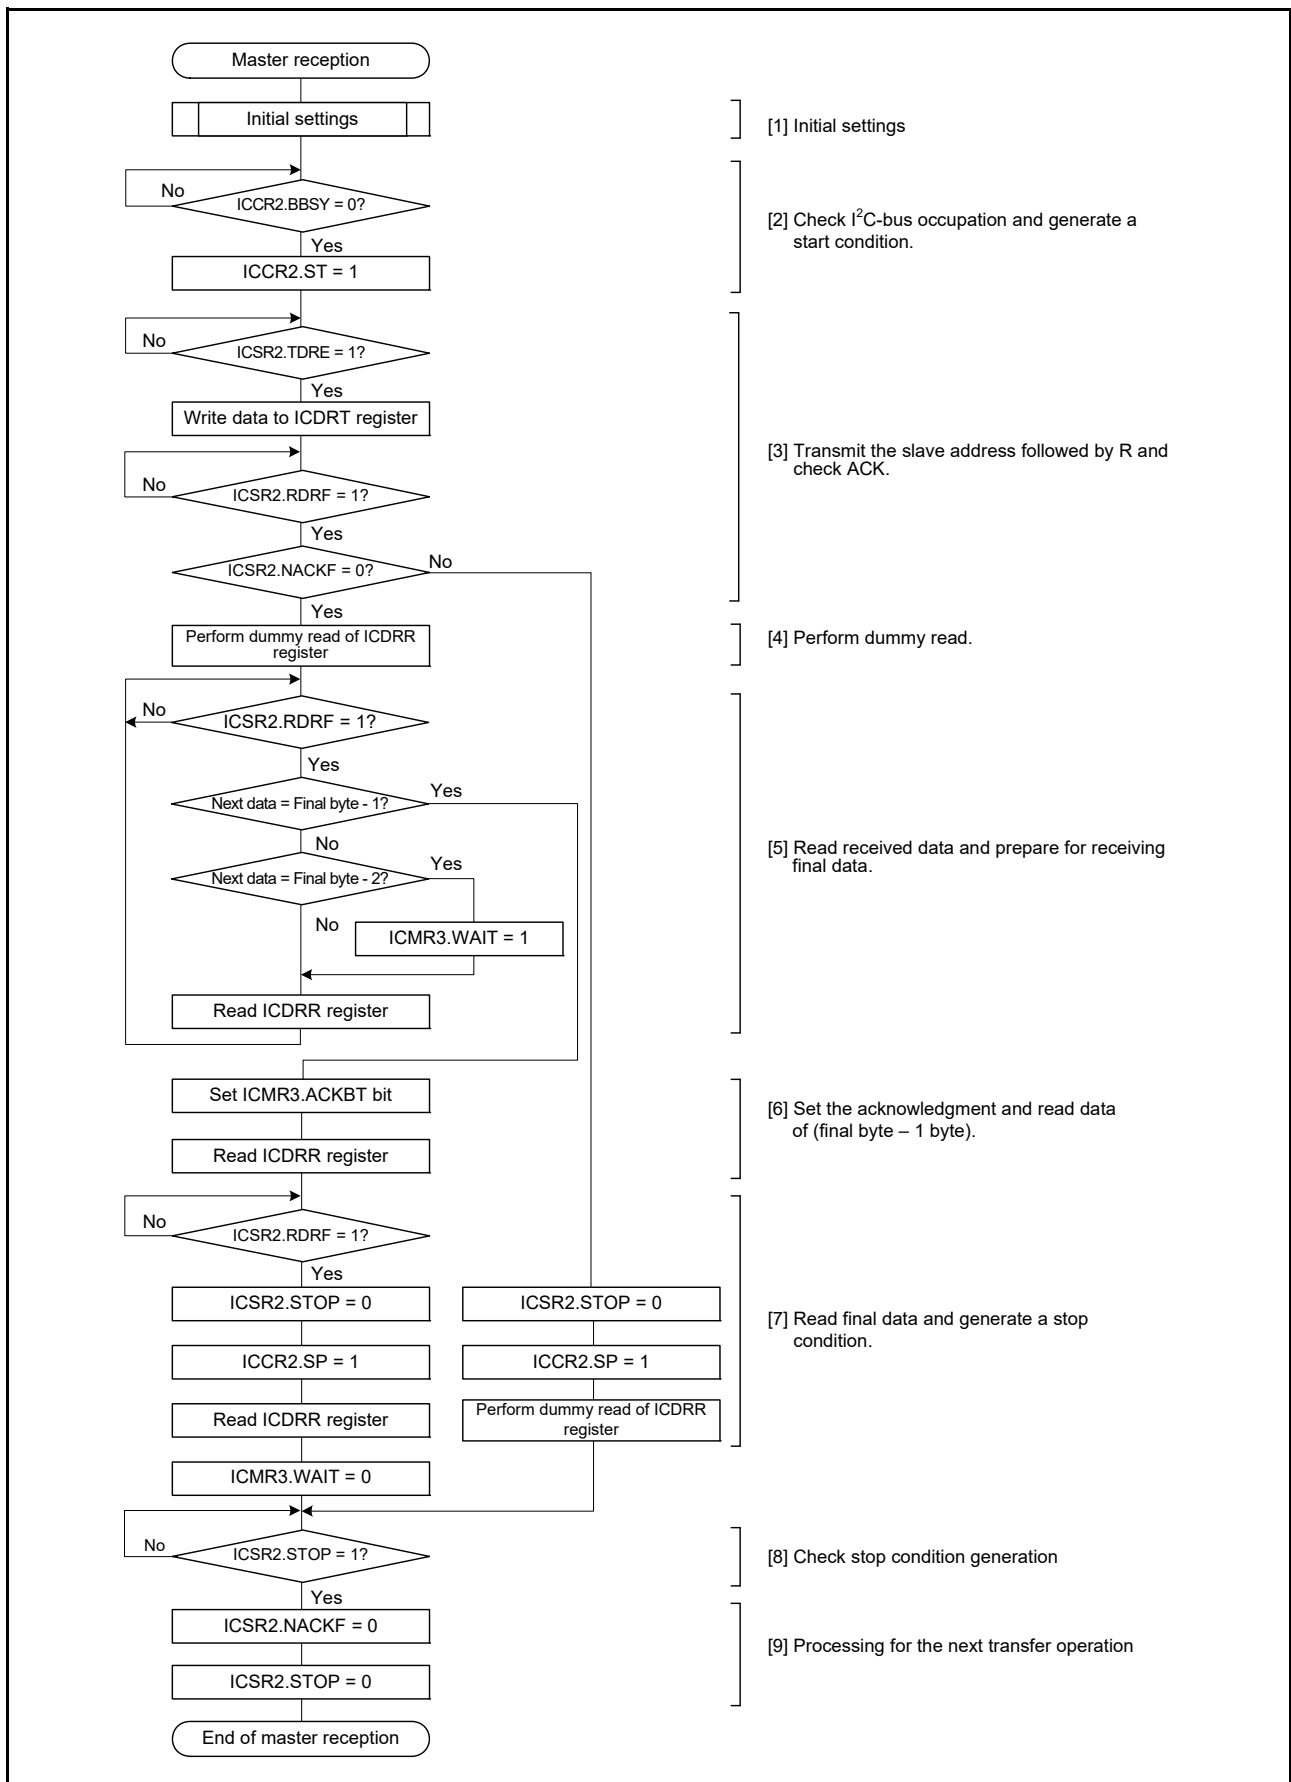 Master reception
Initial settings
[1] Initial settings
No
ICCR2.BBSY = 0?
Yes
ICCR2.ST = 1
[2] Check I²C-bus occupation and generate a
start condition.
No
ICSR2.TDRE = 1?
Yes
Write data to ICDRT register
No
ICSR2.RDRF = 1?
Yes
ICSR2.NACKF = 0?
No
Yes
[3] Transmit the slave address followed by R and
check ACK.
Perform dummy read of ICDRR
register
[4] Perform dummy read.
No
ICSR2.RDRF = 1?
Yes
Next data = Final byte - 1?
Yes
No
Next data = Final byte - 2?
Yes
No
ICMR3.WAIT = 1
Read ICDRR register
[5] Read received data and prepare for receiving
final data.
Set ICMR3.ACKBT bit
Read ICDRR register
[6] Set the acknowledgment and read data
of (final byte – 1 byte).
No
ICSR2.RDRF = 1?
Yes
ICSR2.STOP = 0
ICCR2.SP = 1
Read ICDRR register
ICMR3.WAIT = 0
ICSR2.STOP = 0
ICCR2.SP = 1
Perform dummy read of ICDRR
register
[7] Read final data and generate a stop
condition.
No
ICSR2.STOP = 1?
Yes
[8] Check stop condition generation
ICSR2.NACKF = 0
ICSR2.STOP = 0
[9] Processing for the next transfer operation
End of master reception